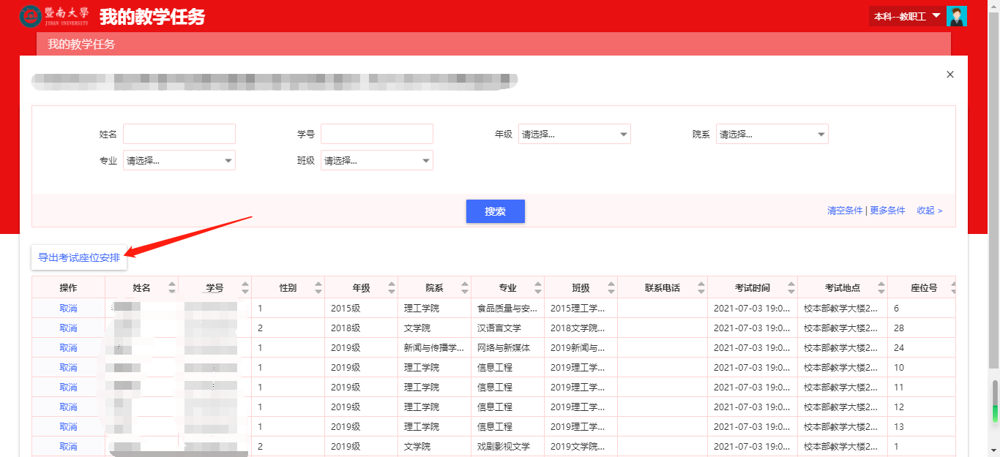 暨南大學 我的教学任务 本科--教职工
JINAN UNIVERSITY
我的教学任务
×
姓名 学号 年级 请选择... 院系 请选择...
专业 请选择... 班级 请选择...
搜索 清空条件 | 更多条件 收起 >
导出考试座位安排
操作 姓名 学号 性别 年级 院系 专业 班级 联系电话 考试时间 考试地点 座位号
取消 1 2015级 理工学院 食品质量与安... 2015理工学... 2021-07-03 19:0... 校本部教学大楼2... 6
取消 2 2018级 文学院 汉语言文学 2018文学院... 2021-07-03 19:0... 校本部教学大楼2... 28
取消 1 2019级 新闻与传播学... 网络与新媒体 2019新闻与... 2021-07-03 19:0... 校本部教学大楼2... 24
取消 1 2019级 理工学院 信息工程 2019理工学... 2021-07-03 19:0... 校本部教学大楼2... 10
取消 1 2019级 理工学院 信息工程 2019理工学... 2021-07-03 19:0... 校本部教学大楼2... 11
取消 1 2019级 理工学院 信息工程 2019理工学... 2021-07-03 19:0... 校本部教学大楼2... 12
取消 1 2019级 理工学院 信息工程 2019理工学... 2021-07-03 19:0... 校本部教学大楼2... 13
取消 2 2019级 文学院 戏剧影视文学 2019文学院... 2021-07-03 19:0... 校本部教学大楼2... 1